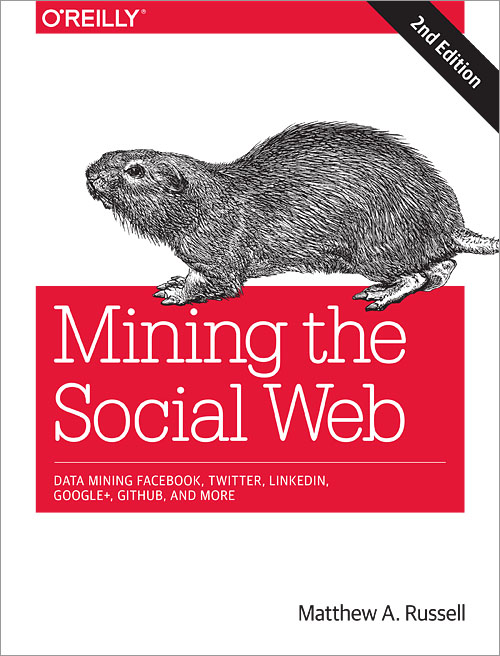 O'REILLY®
2nd Edition
Mining the
Social Web
DATA MINING FACEBOOK, TWITTER, LINKEDIN,
GOOGLE+, GITHUB, AND MORE
Matthew A. Russell